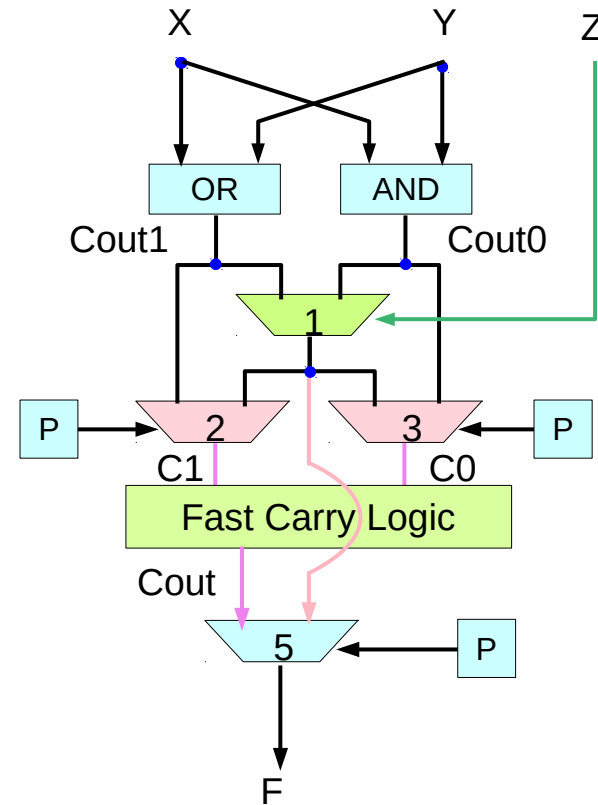 X Y Z
OR AND
Cout1 Cout0
1
P 2 3 P
C1 C0
Fast Carry Logic
Cout
5 P
F